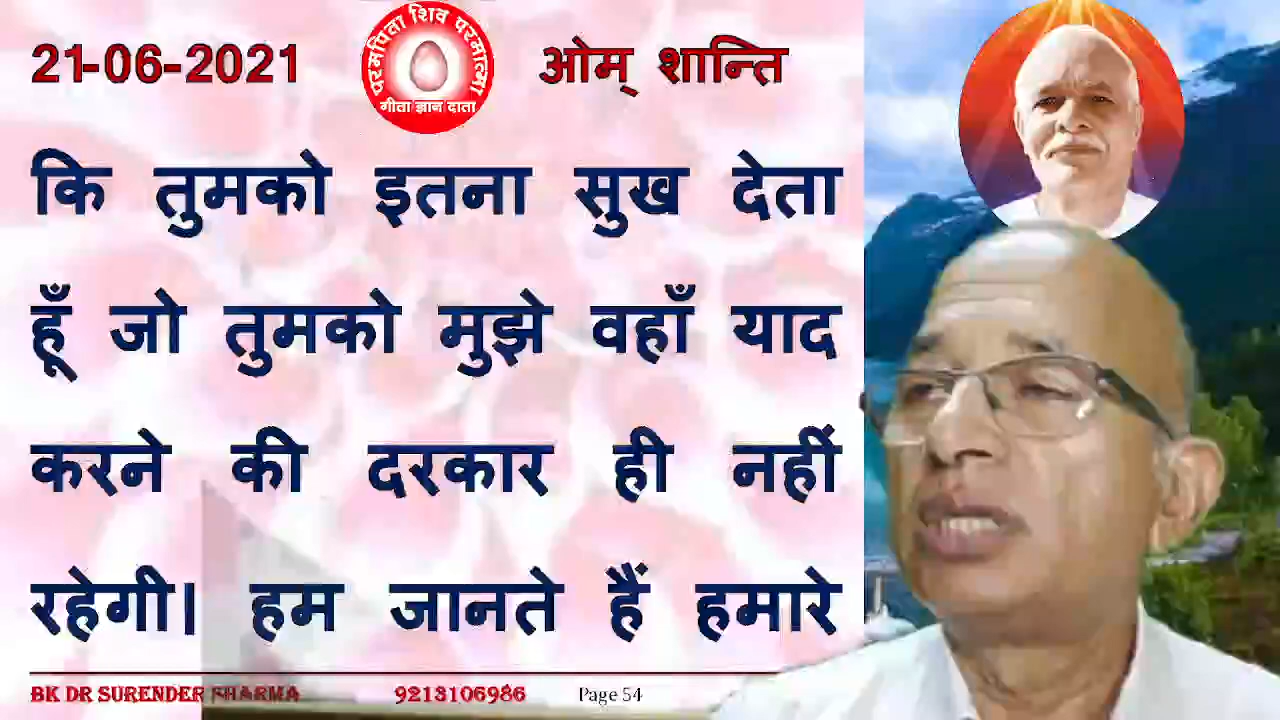 21-06-2021 परमपिता शिव परमात्मा गीता ज्ञान दाता ओम् शान्ति
कि तुमको इतना सुख देता
हूँ जो तुमको मुझे वहाँ याद
करने की दरकार ही नहीं
रहेगी। हम जानते हैं हमारे
BK DR SURENDER SHARMA 9213106986 Page 54